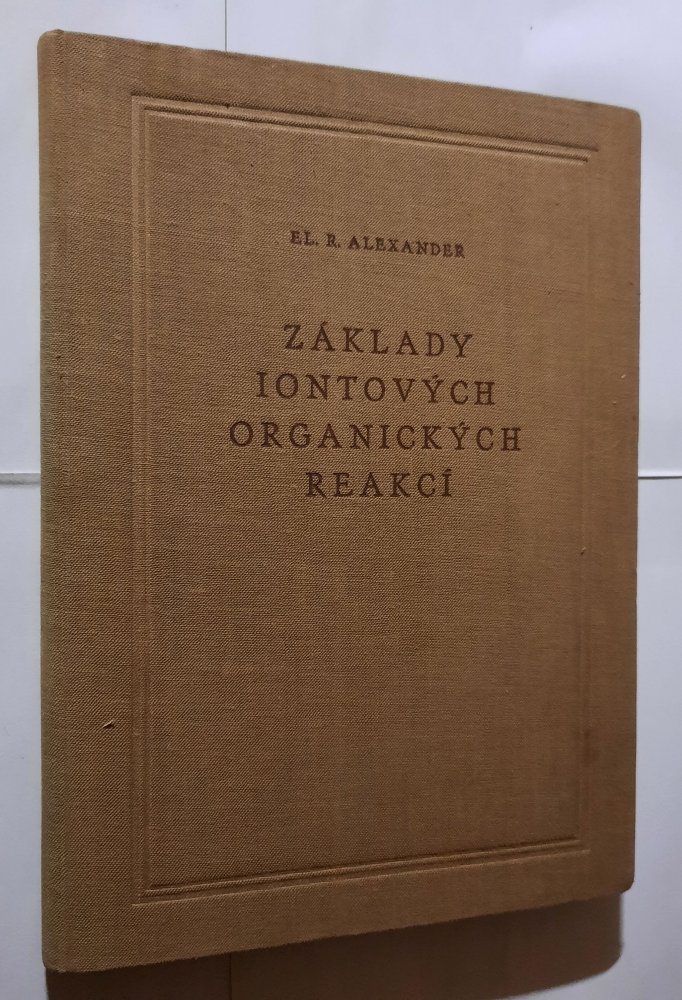 EL. R. ALEXANDER
ZÁKLADY
IONTOVÝCH
ORGANICKÝCH
REAKCÍ